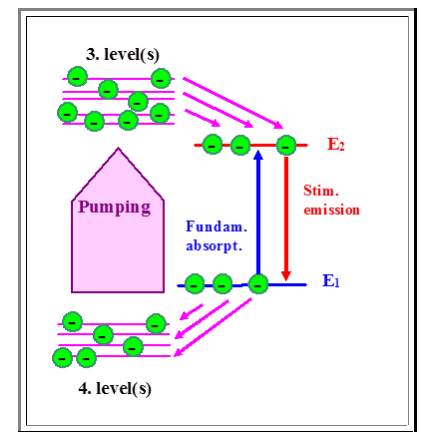 3. level(s)
E2
Pumping
Stim.
emission
Fundam.
absorpt.
E1
4. level(s)